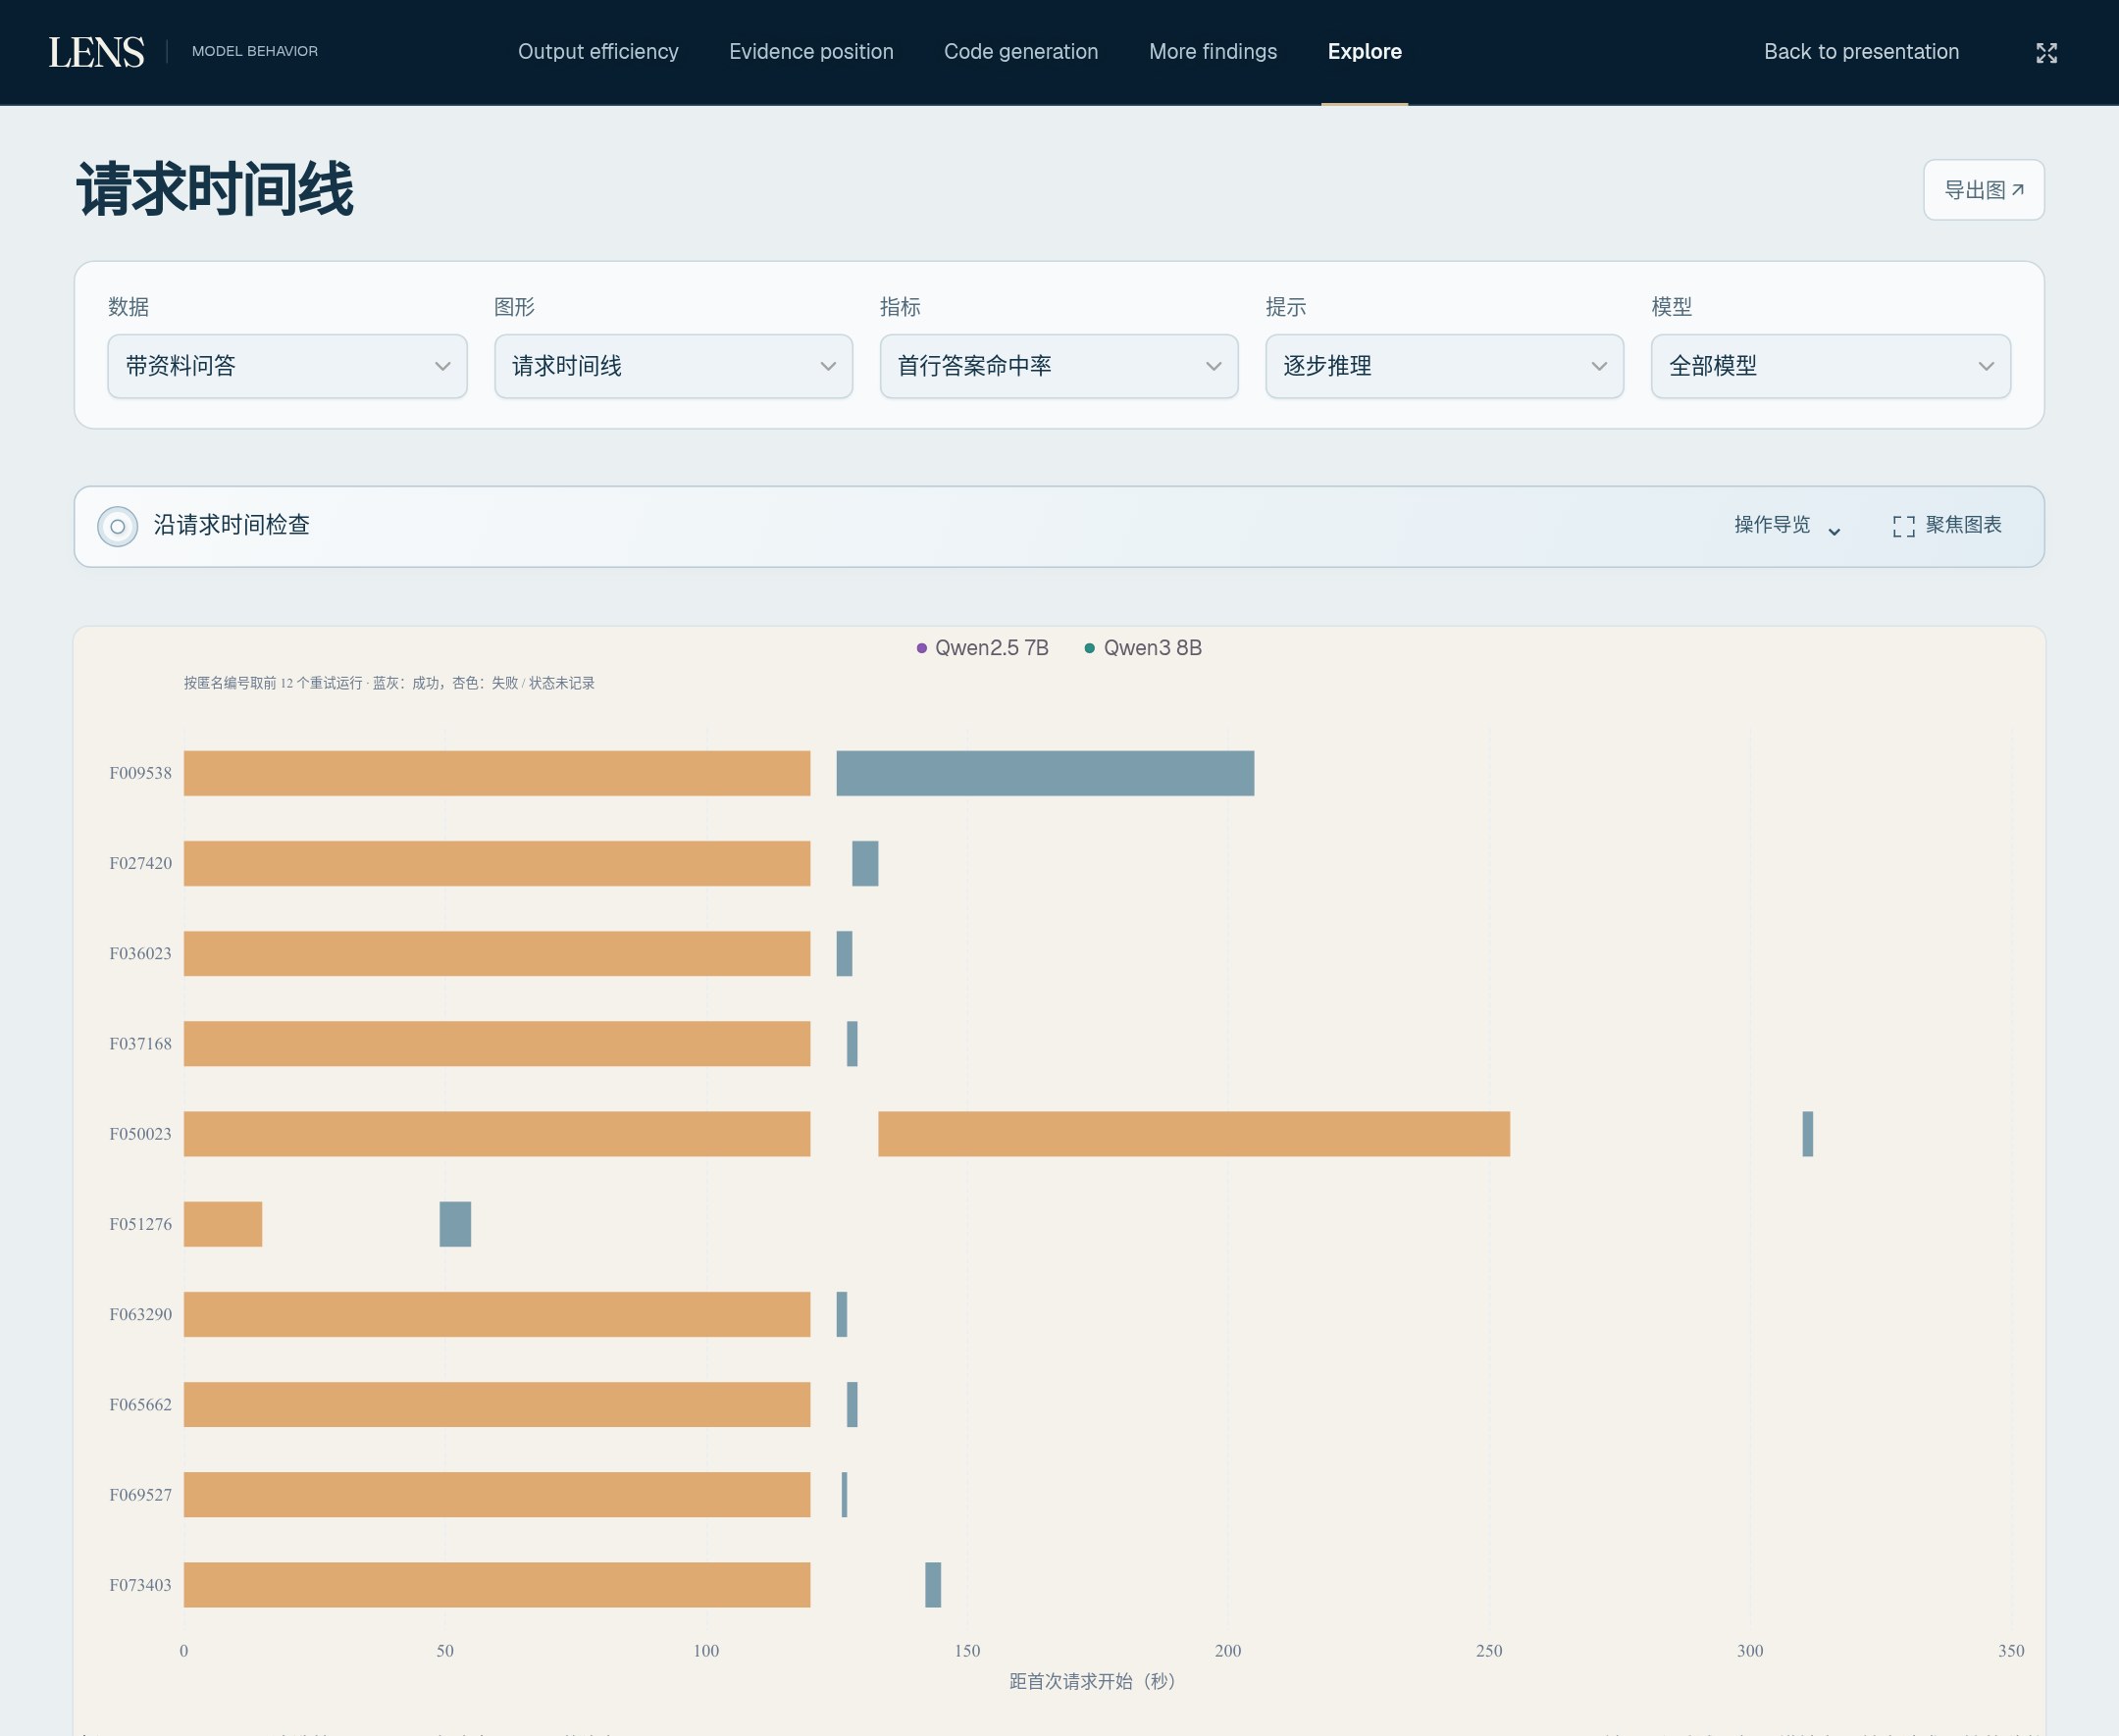 LENS MODEL BEHAVIOR Output efficiency Evidence position Code generation More findings Explore Back to presentation
请求时间线 导出图↗
数据 图形 指标 提示 模型
带资料问答 请求时间线 首行答案命中率 逐步推理 全部模型
沿请求时间检查 操作导览 聚焦图表
Qwen2.5 7B Qwen3 8B
按匿名编号取前 12 个重试运行 · 蓝灰：成功，杏色：失败 / 状态未记录
F009538
F027420
F036023
F037168
F050023
F051276
F063290
F065662
F069527
F073403
0 50 100 150 200 250 300 350
距首次请求开始（秒）